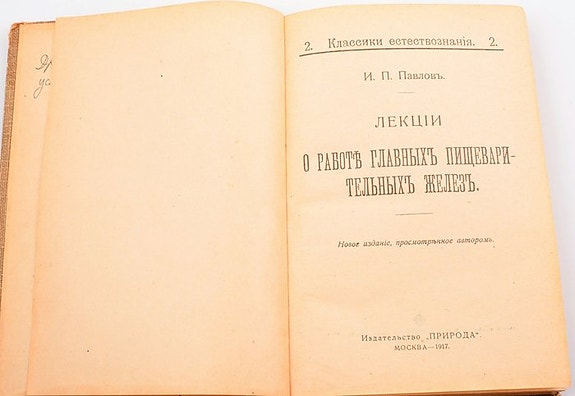 2. Классики естествознанія. 2.
И. П. Павловъ.
ЛЕКЦІИ
О РАБОТѢ ГЛАВНЫХЪ ПИЩЕВАРИ-
ТЕЛЬНЫХЪ ЖЕЛЕЗЪ.
Новое изданіе, просмотрѣнное авторомъ.
Издательство „ПРИРОДА“.
МОСКВА—1917.